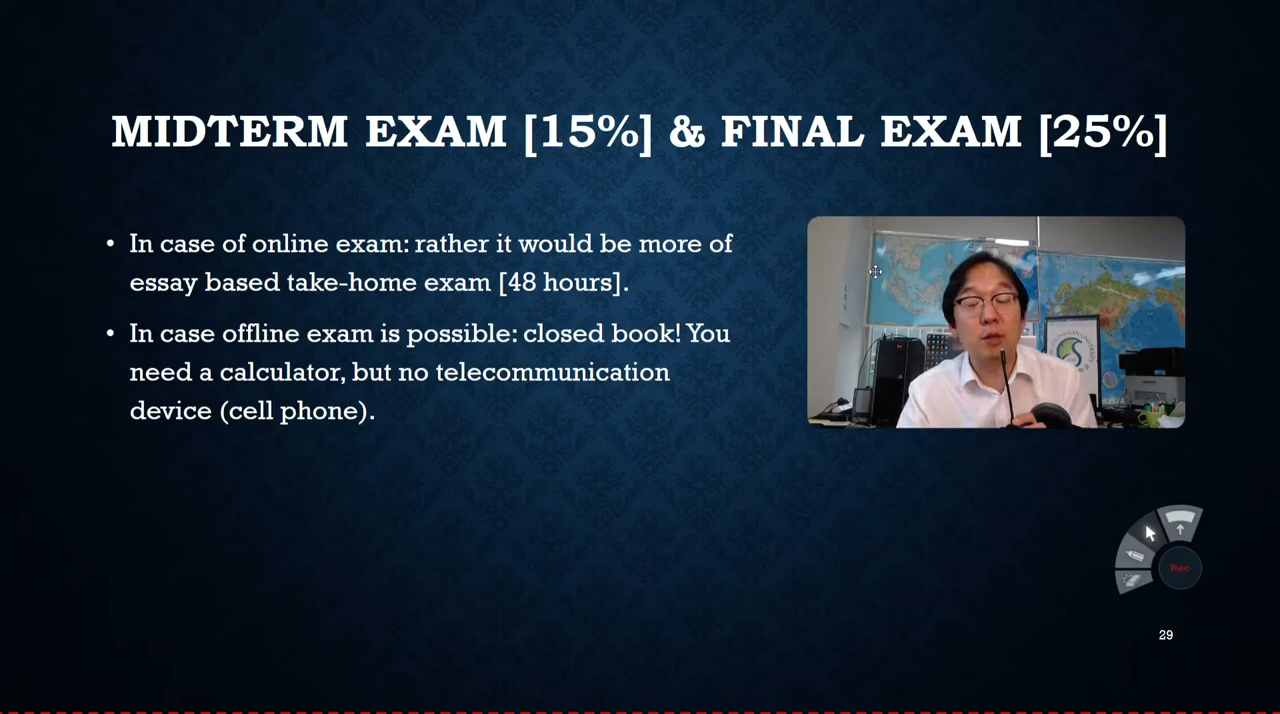 MIDTERM EXAM [15%] & FINAL EXAM [25%]
• In case of online exam: rather it would be more of
essay based take-home exam [48 hours].
• In case offline exam is possible: closed book! You
need a calculator, but no telecommunication
device (cell phone).
Rec
29